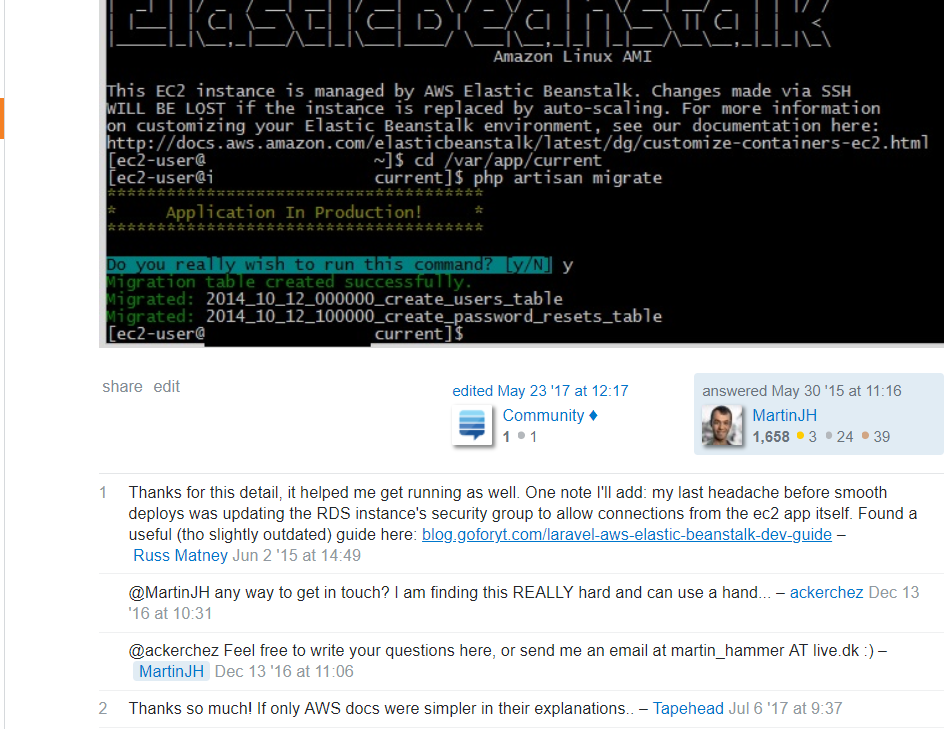 ElasticBeanstalk
Amazon Linux AMI
This EC2 instance is managed by AWS Elastic Beanstalk. Changes made via SSH
WILL BE LOST if the instance is replaced by auto-scaling. For more information
on customizing your Elastic Beanstalk environment, see our documentation here:
http://docs.aws.amazon.com/elasticbeanstalk/latest/dg/customize-containers-ec2.html
[ec2-user@ ~]$ cd /var/app/current
[ec2-user@i current]$ php artisan migrate
**************************************
* Application In Production! *
**************************************
Do you really wish to run this command? [y/N] y
Migration table created successfully.
Migrated: 2014_10_12_000000_create_users_table
Migrated: 2014_10_12_100000_create_password_resets_table
[ec2-user@ current]$
share edit
edited May 23 '17 at 12:17
Community ♦
1 ● 1
answered May 30 '15 at 11:16
MartinJH
1,658 ● 3 ● 24 ● 39
1 Thanks for this detail, it helped me get running as well. One note I'll add: my last headache before smooth
deploys was updating the RDS instance's security group to allow connections from the ec2 app itself. Found a
useful (tho slightly outdated) guide here: blog.goforyt.com/laravel-aws-elastic-beanstalk-dev-guide –
Russ Matney Jun 2 '15 at 14:49
@MartinJH any way to get in touch? I am finding this REALLY hard and can use a hand... – ackerchez Dec 13
'16 at 10:31
@ackerchez Feel free to write your questions here, or send me an email at martin_hammer AT live.dk :) –
MartinJH Dec 13 '16 at 11:06
2 Thanks so much! If only AWS docs were simpler in their explanations.. – Tapehead Jul 6 '17 at 9:37